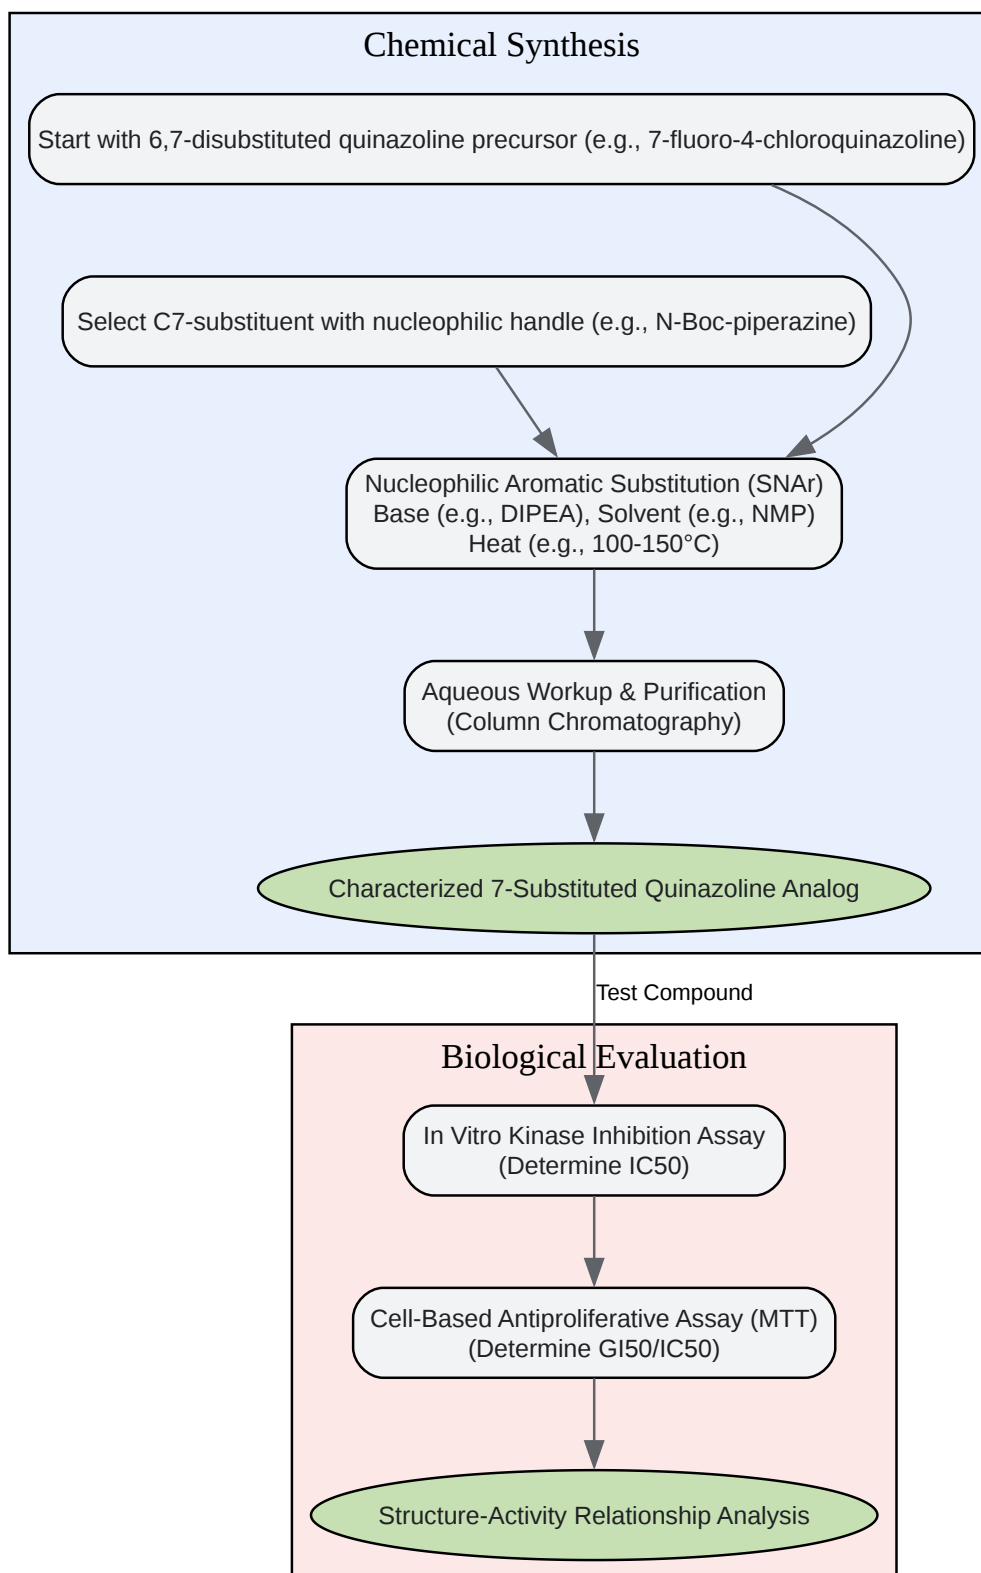 Chemical Synthesis
Start with 6,7-disubstituted quinazoline precursor (e.g., 7-fluoro-4-chloroquinazoline)
Select C7-substituent with nucleophilic handle (e.g., N-Boc-piperazine)
Nucleophilic Aromatic Substitution (SNAr)
Base (e.g., DIPEA), Solvent (e.g., NMP)
Heat (e.g., 100-150°C)
Aqueous Workup & Purification
(Column Chromatography)
Characterized 7-Substituted Quinazoline Analog
Test Compound
Biological Evaluation
In Vitro Kinase Inhibition Assay
(Determine IC50)
Cell-Based Antiproliferative Assay (MTT)
(Determine GI50/IC50)
Structure-Activity Relationship Analysis